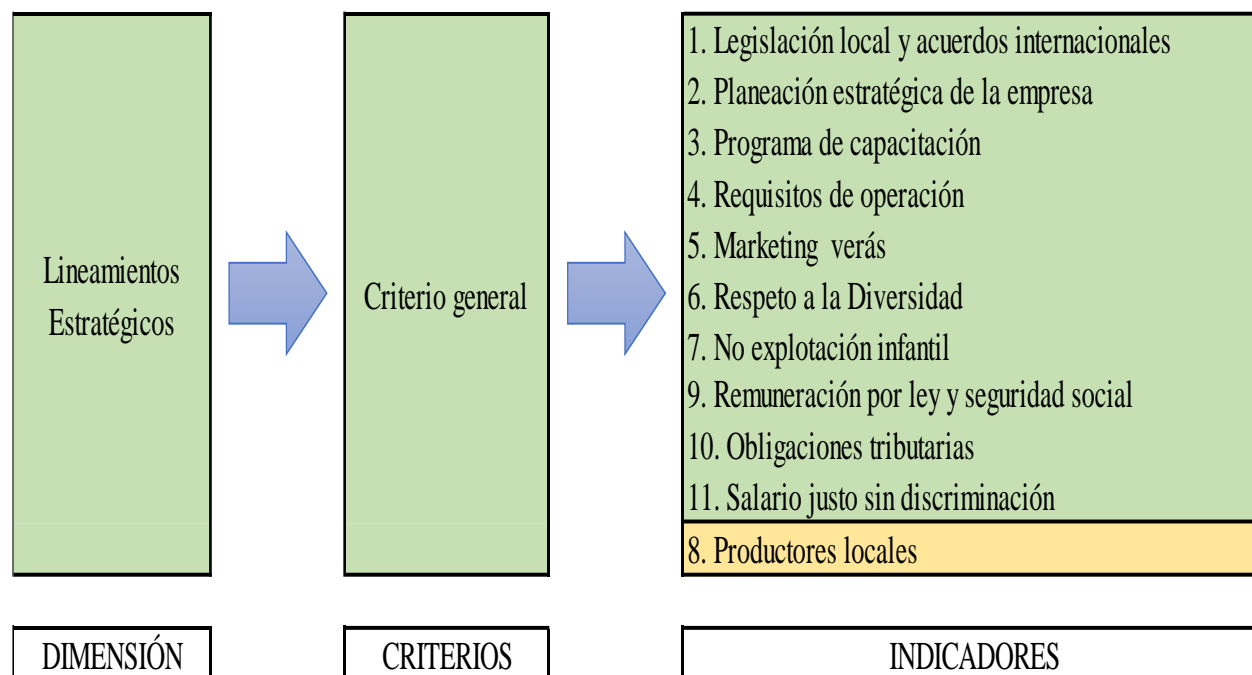 Lineamientos
Estratégicos
Criterio general
1. Legislación local y acuerdos internacionales
2. Planeación estratégica de la empresa
3. Programa de capacitación
4. Requisitos de operación
5. Marketing  verás
6. Respeto a la Diversidad
7. No explotación infantil
9. Remuneración por ley y seguridad social
10. Obligaciones tributarias
11. Salario justo sin discriminación
8. Productores locales
DIMENSIÓN
CRITERIOS
INDICADORES